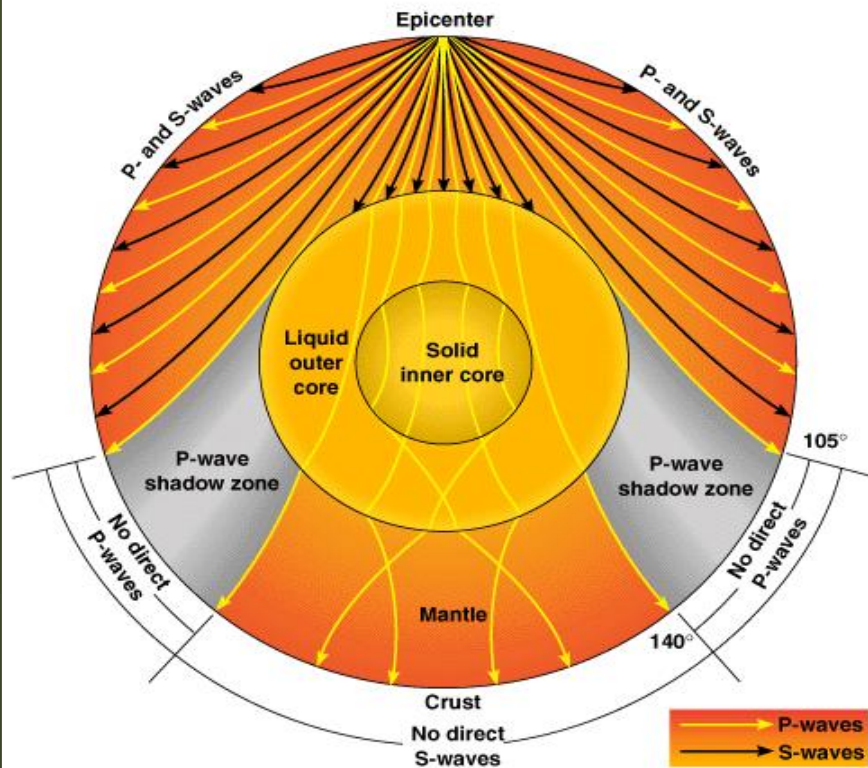 Epicenter
P- and S-waves
P- and S-waves
Liquid
outer
core
Solid
inner core
P-wave
shadow zone
P-wave
shadow zone
105°
No direct
P-waves
No direct
P-waves
Mantle
140°
Crust
No direct
S-waves
P-waves
S-waves